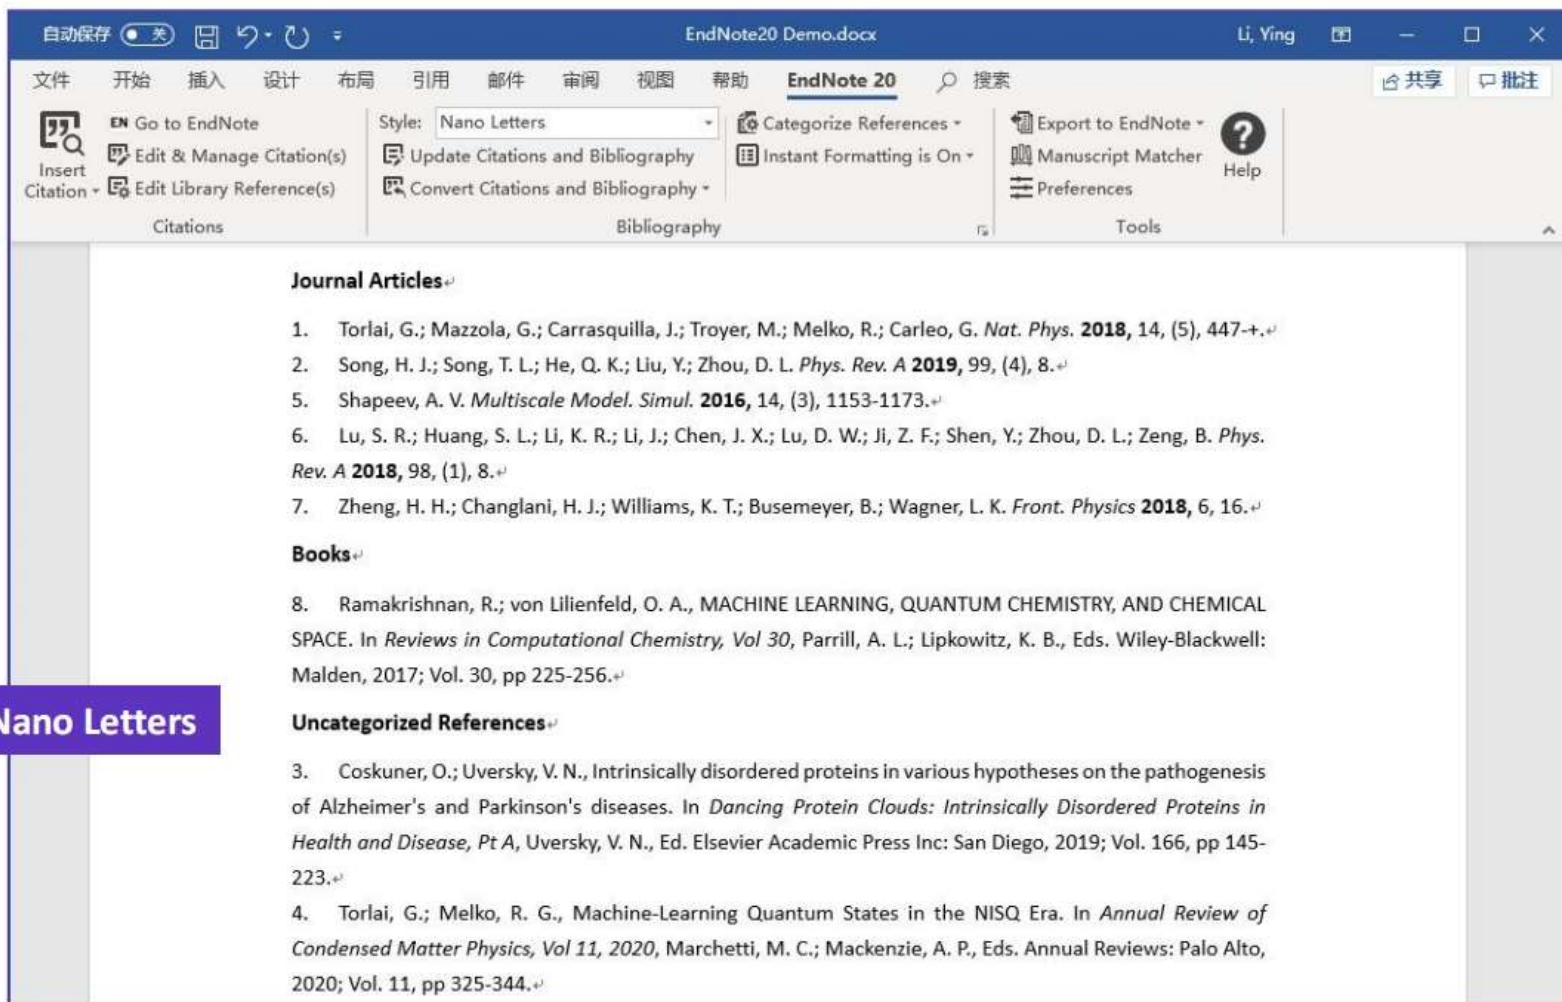 自动保存 关 EndNote20 Demo.docx Li, Ying
文件 开始 插入 设计 布局 引用 邮件 审阅 视图 帮助 EndNote 20 搜索 共享 批注
Insert Citation
EN Go to EndNote
Edit & Manage Citation(s)
Edit Library Reference(s)
Citations
Style: Nano Letters
Update Citations and Bibliography
Convert Citations and Bibliography
Categorize References
Instant Formatting is On
Bibliography
Export to EndNote
Manuscript Matcher
Preferences
Help
Tools
Journal Articles
1. Torlai, G.; Mazzola, G.; Carrasquilla, J.; Troyer, M.; Melko, R.; Carleo, G. Nat. Phys. 2018, 14, (5), 447-+.
2. Song, H. J.; Song, T. L.; He, Q. K.; Liu, Y.; Zhou, D. L. Phys. Rev. A 2019, 99, (4), 8.
5. Shapeev, A. V. Multiscale Model. Simul. 2016, 14, (3), 1153-1173.
6. Lu, S. R.; Huang, S. L.; Li, K. R.; Li, J.; Chen, J. X.; Lu, D. W.; Ji, Z. F.; Shen, Y.; Zhou, D. L.; Zeng, B. Phys.
Rev. A 2018, 98, (1), 8.
7. Zheng, H. H.; Changlani, H. J.; Williams, K. T.; Busemeyer, B.; Wagner, L. K. Front. Physics 2018, 6, 16.
Books
8. Ramakrishnan, R.; von Lilienfeld, O. A., MACHINE LEARNING, QUANTUM CHEMISTRY, AND CHEMICAL
SPACE. In Reviews in Computational Chemistry, Vol 30, Parrill, A. L.; Lipkowitz, K. B., Eds. Wiley-Blackwell:
Malden, 2017; Vol. 30, pp 225-256.
Nano Letters
Uncategorized References
3. Coskuner, O.; Uversky, V. N., Intrinsically disordered proteins in various hypotheses on the pathogenesis
of Alzheimer's and Parkinson's diseases. In Dancing Protein Clouds: Intrinsically Disordered Proteins in
Health and Disease, Pt A, Uversky, V. N., Ed. Elsevier Academic Press Inc: San Diego, 2019; Vol. 166, pp 145-
223.
4. Torlai, G.; Melko, R. G., Machine-Learning Quantum States in the NISQ Era. In Annual Review of
Condensed Matter Physics, Vol 11, 2020, Marchetti, M. C.; Mackenzie, A. P., Eds. Annual Reviews: Palo Alto,
2020; Vol. 11, pp 325-344.